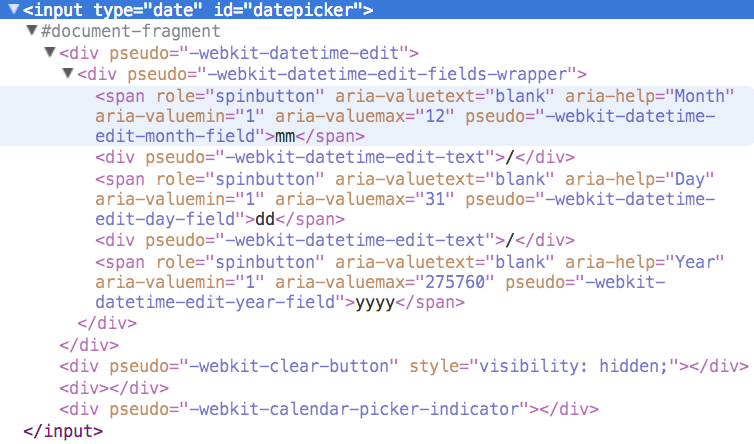 <input type="date" id="datepicker">
#document-fragment
<div pseudo="-webkit-datetime-edit">
<div pseudo="-webkit-datetime-edit-fields-wrapper">
<span role="spinbutton" aria-valuetext="blank" aria-help="Month"
aria-valuemin="1" aria-valuemax="12" pseudo="-webkit-datetime-
edit-month-field">mm</span>
<div pseudo="-webkit-datetime-edit-text">/</div>
<span role="spinbutton" aria-valuetext="blank" aria-help="Day"
aria-valuemin="1" aria-valuemax="31" pseudo="-webkit-datetime-
edit-day-field">dd</span>
<div pseudo="-webkit-datetime-edit-text">/</div>
<span role="spinbutton" aria-valuetext="blank" aria-help="Year"
aria-valuemin="1" aria-valuemax="275760" pseudo="-webkit-
datetime-edit-year-field">yyyy</span>
</div>
</div>
<div pseudo="-webkit-clear-button" style="visibility: hidden;"></div>
<div></div>
<div pseudo="-webkit-calendar-picker-indicator"></div>
</input>